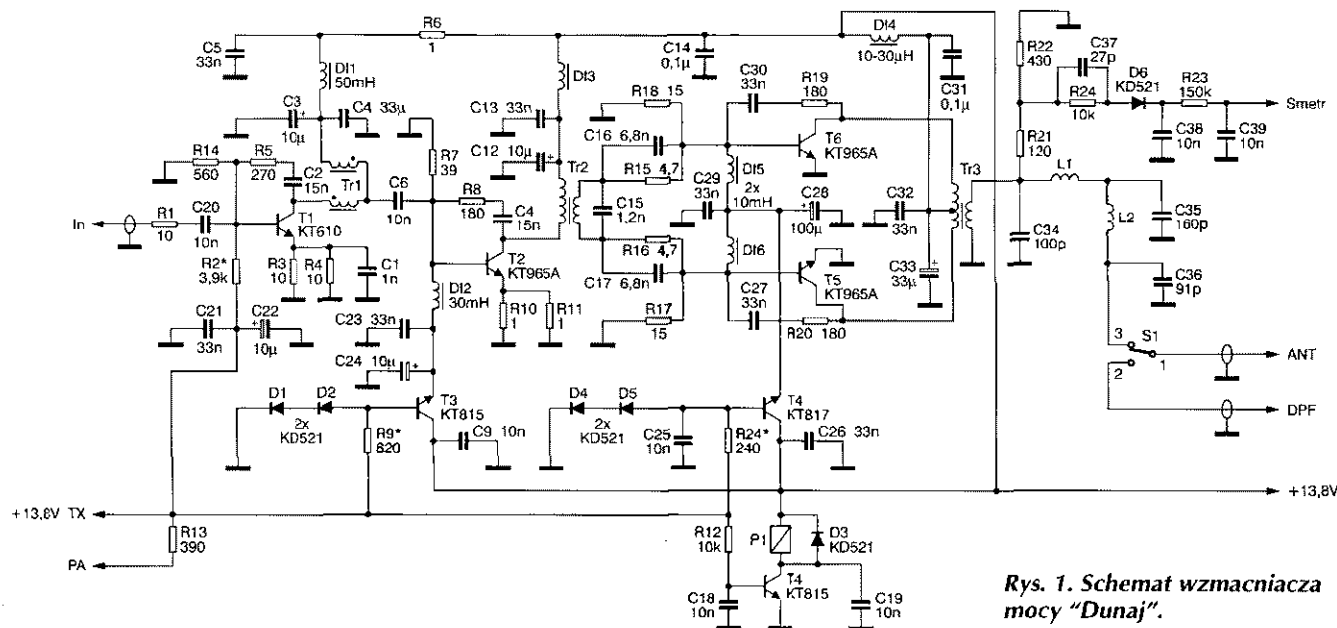 R6
1
C5
33n
Dł1
50mH
C3
10µ
C4 33µ
R14
560
R5
270
C2
15n
Tr1
C6
10n
In
R1
10
C20
10n
T1
KT610
R2*
3,9k
R3
10
R4
10
C1
1n
C21
33n
C22
10µ
R7
39
R8
180
C4
15n
T2
KT965A
Dł2
30mH
R10
1
R11
1
C23 33n
C24 10µ
Dł3
C13 33n
C12 10µ
Tr2
C14
0,1µ
R18 15
C16 6,8n
R15 4,7
C15
1,2n
R16 4,7
C17
6,8n
R17
15
C30
33n
R19
180
T6
KT965A
Dł5
2x
10mH
C29
33n
C28
100µ
Dł6
T5
KT965A
C27
33n
R20 180
Dł4
10-30µH
C31
0,1µ
C32
33n
C33
33µ
Tr3
R22
430
C37
27p
D6
KD521
R23
150k
Smetr
R24
10k
R21
120
C38
10n
C39
10n
L1
L2
C34
100p
C35
160p
C36
91p
3
S1
1
2
ANT
DPF
D1
D2
2x
KD521
T3
KT815
R9*
820
C9 10n
D4
D5
2x
KD521
C25
10n
R24*
240
T4
KT817
C26 33n
+13,8V
+13,8V TX
R13
390
PA
R12
10k
P1
D3
KD521
T4
KT815
C18
10n
C19
10n
Rys. 1. Schemat wzmacniacza
mocy “Dunaj”.